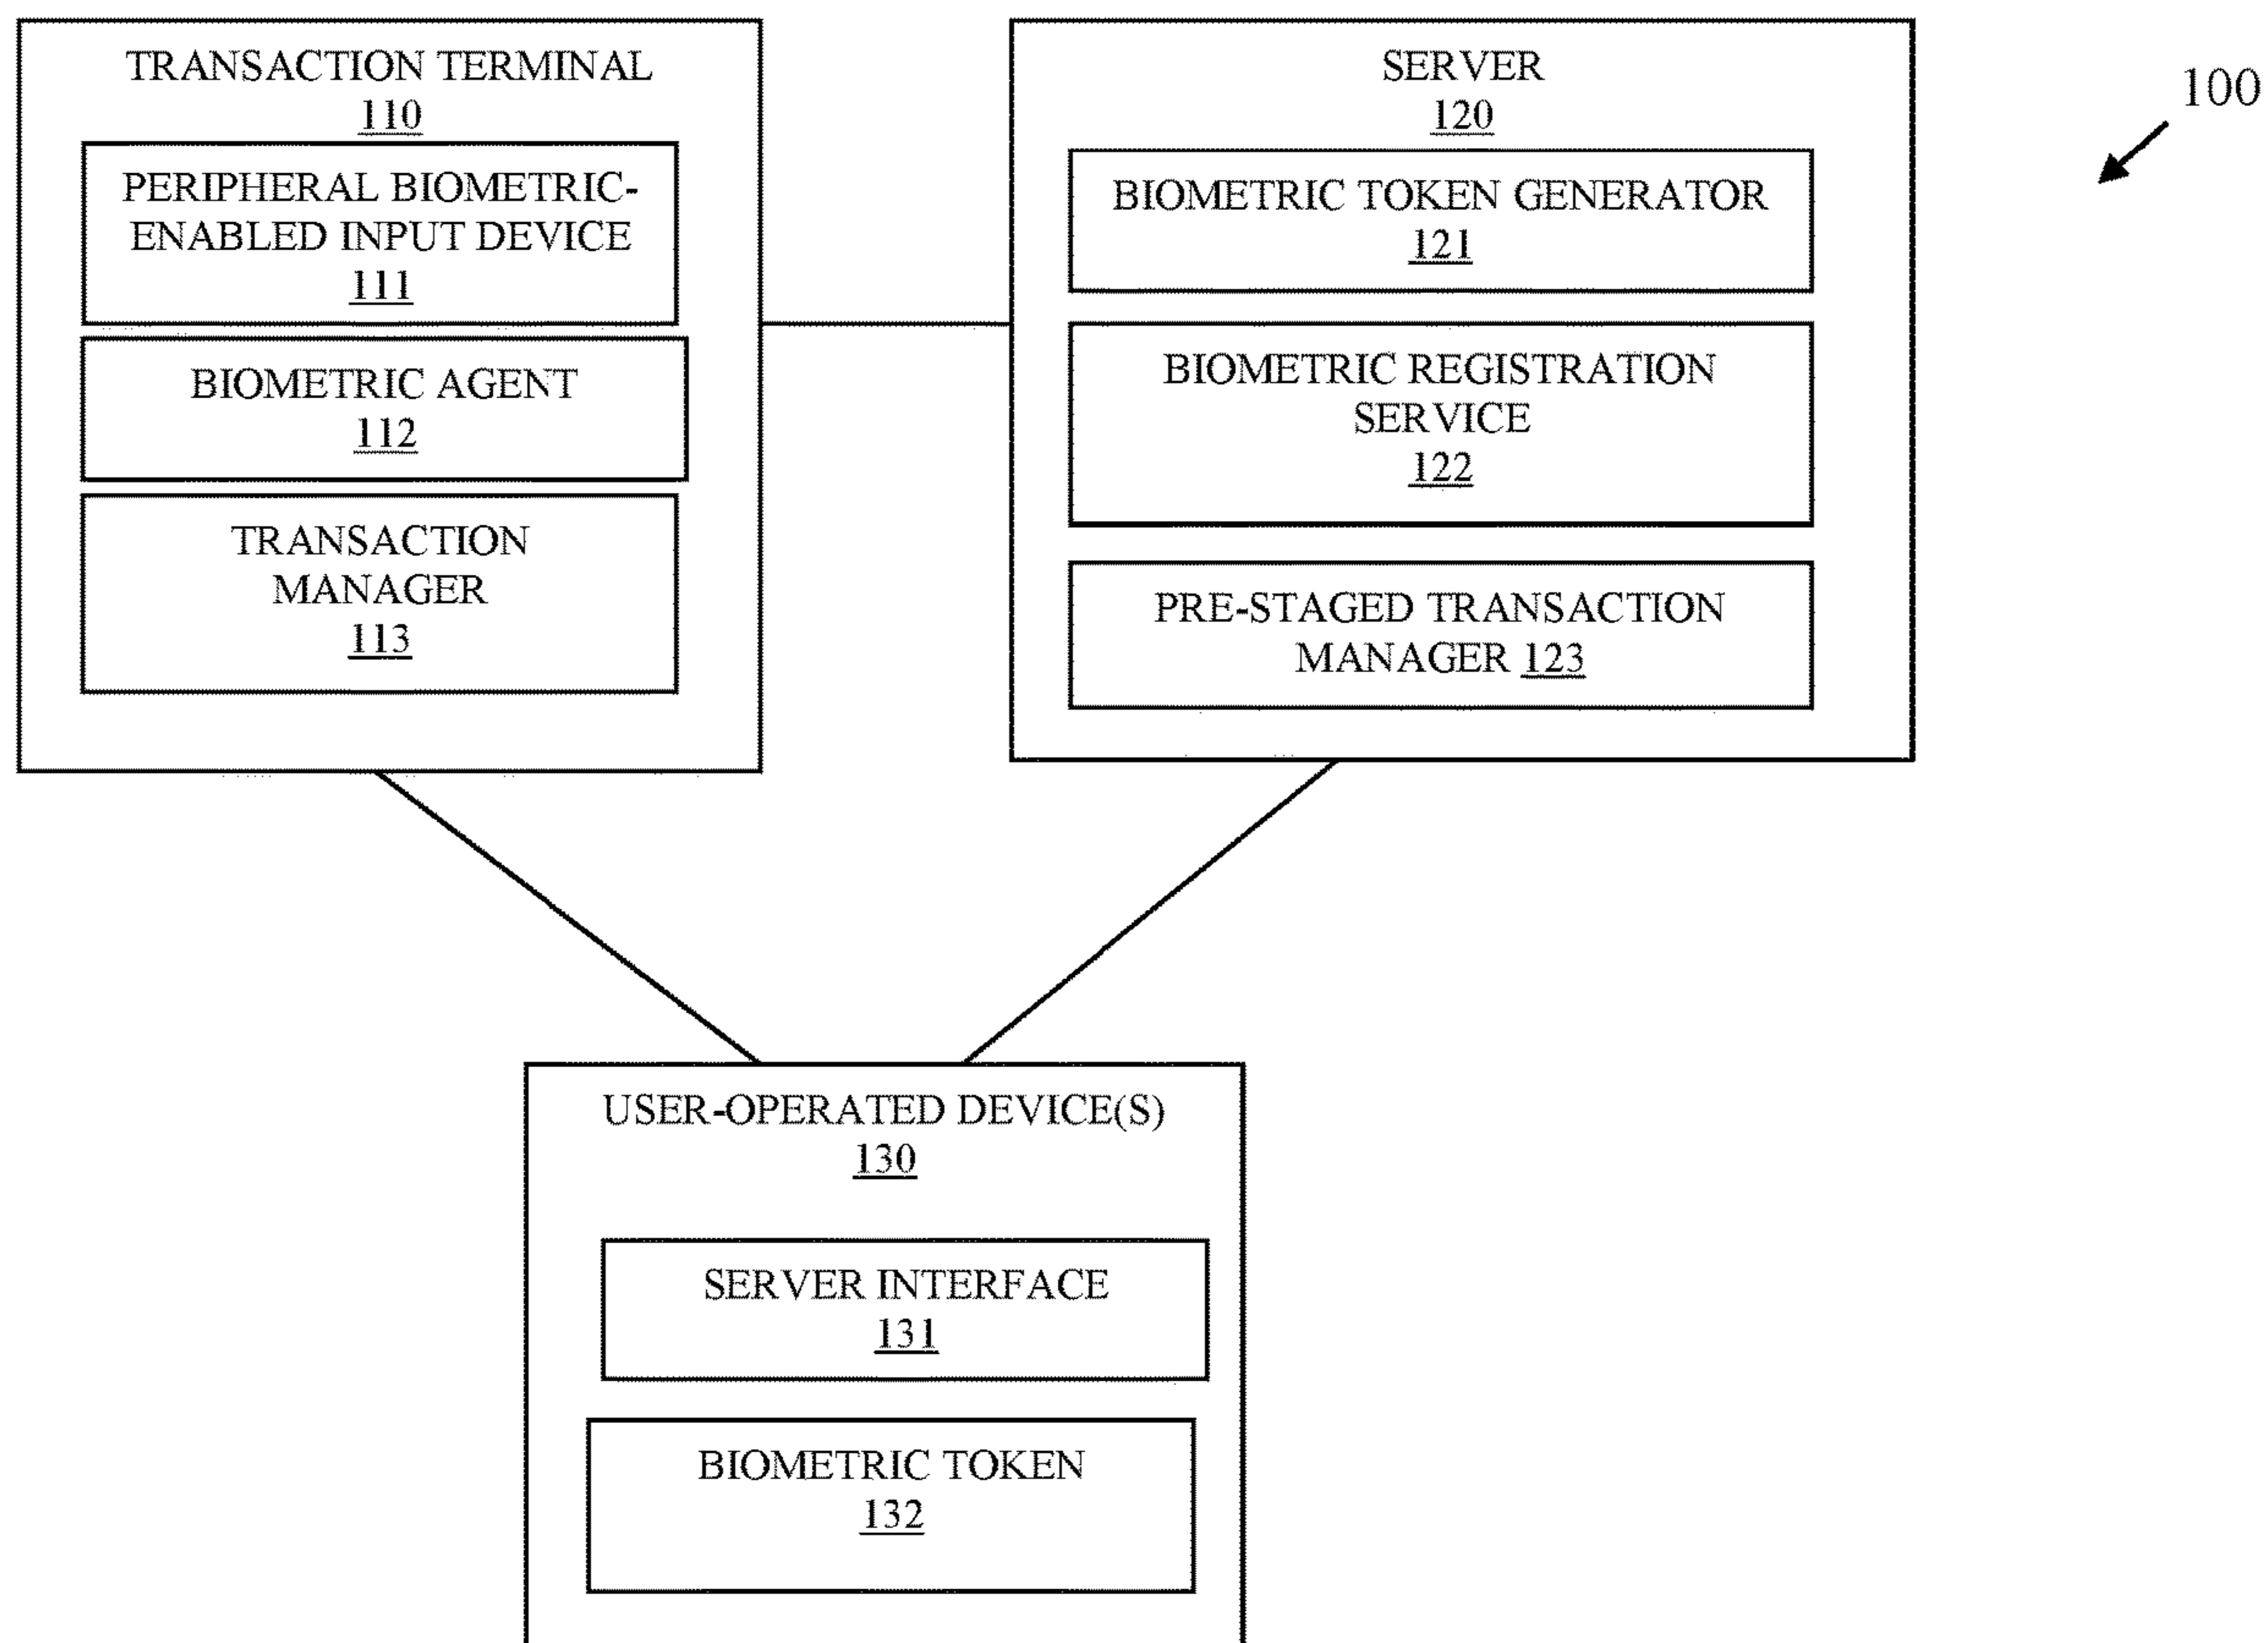 TRANSACTION TERMINAL
110
PERIPHERAL BIOMETRIC-
ENABLED INPUT DEVICE
111
BIOMETRIC AGENT
112
TRANSACTION
MANAGER
113
SERVER
120
BIOMETRIC TOKEN GENERATOR
121
BIOMETRIC REGISTRATION
SERVICE
122
PRE-STAGED TRANSACTION
MANAGER 123
100
USER-OPERATED DEVICE(S)
130
SERVER INTERFACE
131
BIOMETRIC TOKEN
132